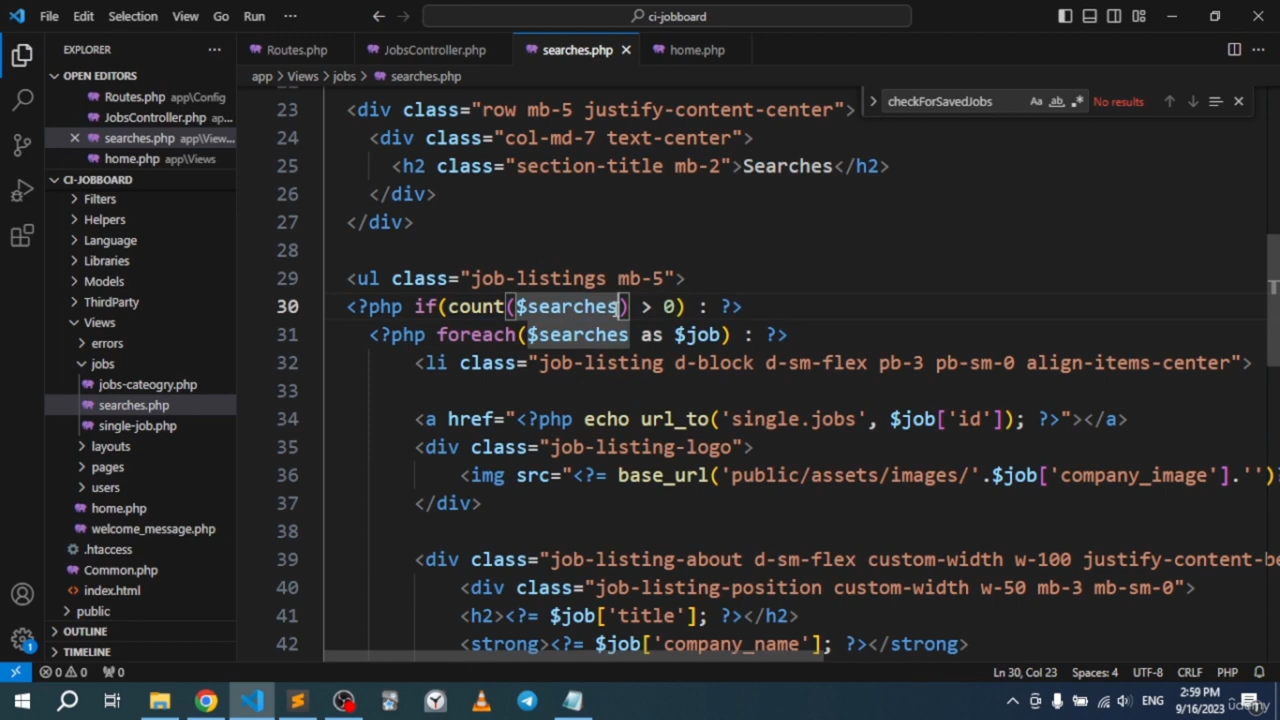 File Edit Selection View Go Run ··· ci-jobboard
EXPLORER ···
Routes.php JobsController.php searches.php home.php
OPEN EDITORS
Routes.php app\Config
JobsController.php app...
searches.php app\View...
home.php app\Views
CI-JOBBOARD
Filters
Helpers
Language
Libraries
Models
ThirdParty
Views
errors
jobs
jobs-cateogry.php
searches.php
single-job.php
layouts
pages
users
home.php
welcome_message.php
.htaccess
Common.php
index.html
public
OUTLINE
TIMELINE
app > Views > jobs > searches.php
checkForSavedJobs Aa ab .* No results
23 <div class="row mb-5 justify-content-center">
24 <div class="col-md-7 text-center">
25 <h2 class="section-title mb-2">Searches</h2>
26 </div>
27 </div>
28
29 <ul class="job-listings mb-5">
30 <?php if(count($searches) > 0) : ?>
31 <?php foreach($searches as $job) : ?>
32 <li class="job-listing d-block d-sm-flex pb-3 pb-sm-0 align-items-center">
33
34 <a href="<?php echo url_to('single.jobs', $job['id']); ?>"></a>
35 <div class="job-listing-logo">
36 <img src="<?= base_url('public/assets/images/'.$job['company_image'].'')?
37 </div>
38
39 <div class="job-listing-about d-sm-flex custom-width w-100 justify-content-be
40 <div class="job-listing-position custom-width w-50 mb-3 mb-sm-0">
41 <h2><?= $job['title']; ?></h2>
42 <strong><?= $job['company_name']; ?></strong>
0 0 0 Ln 30, Col 23 Spaces: 4 UTF-8 CRLF PHP
ENG 2:59 PM
9/16/2023
udemy